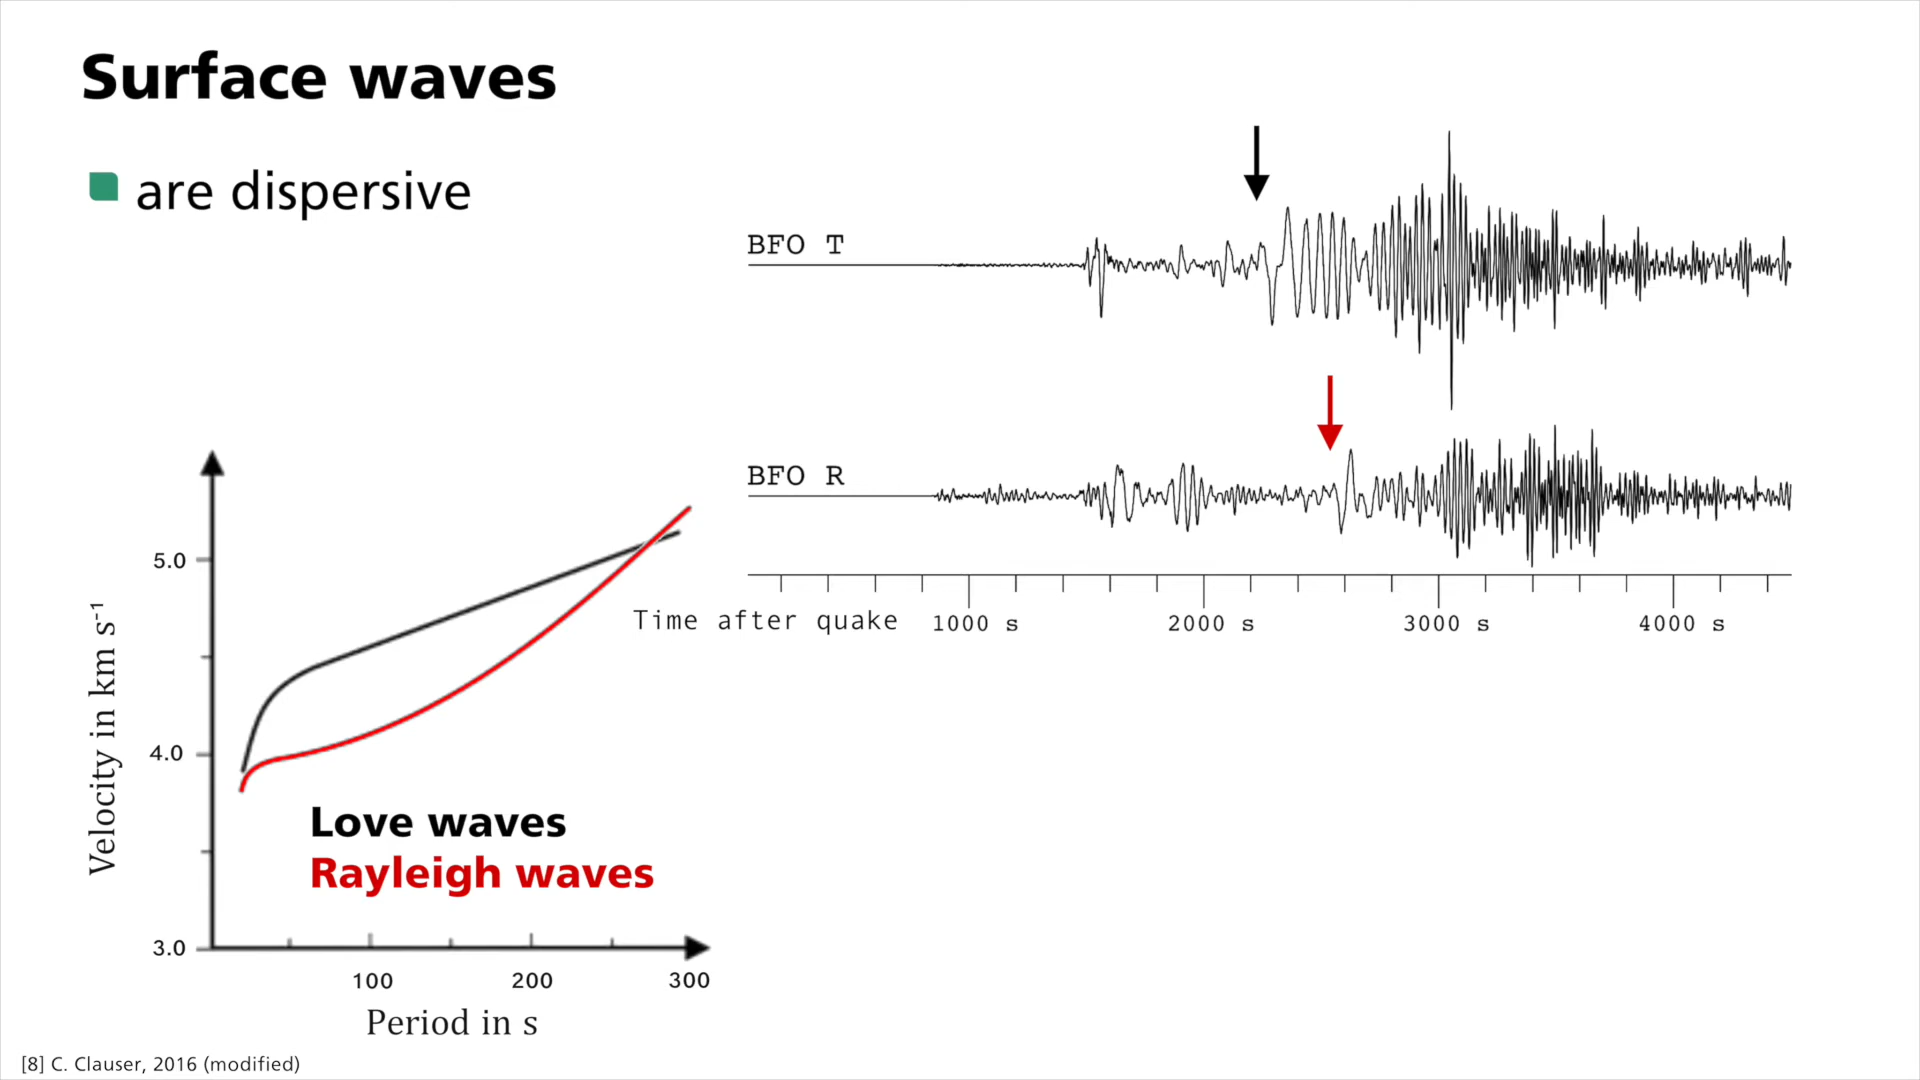 Surface waves
are dispersive
BFO T
BFO R
Time after quake 1000 s 2000 s 3000 s 4000 s
5.0
4.0
3.0
Velocity in km s⁻¹
Love waves
Rayleigh waves
100 200 300
Period in s
[8] C. Clauser, 2016 (modified)